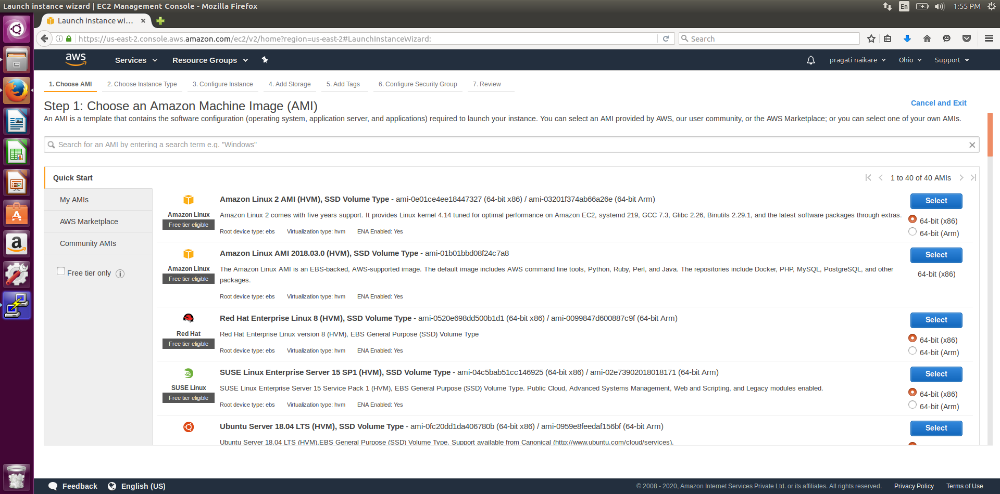 Launch instance wizard | EC2 Management Console - Mozilla Firefox
En
1:55 PM
Launch instance wi...
https://us-east-2.console.aws.amazon.com/ec2/v2/home?region=us-east-2#LaunchInstanceWizard:
Search
aws
Services
Resource Groups
pragati naikare
Ohio
Support
1. Choose AMI
2. Choose Instance Type
3. Configure Instance
4. Add Storage
5. Add Tags
6. Configure Security Group
7. Review
Step 1: Choose an Amazon Machine Image (AMI)
Cancel and Exit
An AMI is a template that contains the software configuration (operating system, application server, and applications) required to launch your instance. You can select an AMI provided by AWS, our user community, or the AWS Marketplace; or you can select one of your own AMIs.
Search for an AMI by entering a search term e.g. "Windows"
Quick Start
1 to 40 of 40 AMIs
My AMIs
AWS Marketplace
Community AMIs
Free tier only
Amazon Linux
Free tier eligible
Amazon Linux 2 AMI (HVM), SSD Volume Type - ami-0e01ce4ee18447327 (64-bit x86) / ami-03201f374ab66a26e (64-bit Arm)
Amazon Linux 2 comes with five years support. It provides Linux kernel 4.14 tuned for optimal performance on Amazon EC2, systemd 219, GCC 7.3, Glibc 2.26, Binutils 2.29.1, and the latest software packages through extras.
Root device type: ebs
Virtualization type: hvm
ENA Enabled: Yes
Select
64-bit (x86)
64-bit (Arm)
Amazon Linux
Free tier eligible
Amazon Linux AMI 2018.03.0 (HVM), SSD Volume Type - ami-01b01bbd08f24c7a8
The Amazon Linux AMI is an EBS-backed, AWS-supported image. The default image includes AWS command line tools, Python, Ruby, Perl, and Java. The repositories include Docker, PHP, MySQL, PostgreSQL, and other
packages.
Root device type: ebs
Virtualization type: hvm
ENA Enabled: Yes
Select
64-bit (x86)
Red Hat
Free tier eligible
Red Hat Enterprise Linux 8 (HVM), SSD Volume Type - ami-0520e698dd500b1d1 (64-bit x86) / ami-0099847d600887c9f (64-bit Arm)
Red Hat Enterprise Linux version 8 (HVM), EBS General Purpose (SSD) Volume Type
Root device type: ebs
Virtualization type: hvm
ENA Enabled: Yes
Select
64-bit (x86)
64-bit (Arm)
SUSE Linux
Free tier eligible
SUSE Linux Enterprise Server 15 SP1 (HVM), SSD Volume Type - ami-04c5bab51cc146925 (64-bit x86) / ami-02e73902018018171 (64-bit Arm)
SUSE Linux Enterprise Server 15 Service Pack 1 (HVM), EBS General Purpose (SSD) Volume Type. Public Cloud, Advanced Systems Management, Web and Scripting, and Legacy modules enabled.
Root device type: ebs
Virtualization type: hvm
ENA Enabled: Yes
Select
64-bit (x86)
64-bit (Arm)
Ubuntu Server 18.04 LTS (HVM), SSD Volume Type - ami-0fc20dd1da406780b (64-bit x86) / ami-0959e8feedaf156bf (64-bit Arm)
Ubuntu Server 18.04 LTS (HVM),EBS General Purpose (SSD) Volume Type. Support available from Canonical (http://www.ubuntu.com/cloud/services).
Select
Feedback
English (US)
© 2008 - 2020, Amazon Internet Services Private Ltd. or its affiliates. All rights reserved.
Privacy Policy
Terms of Use